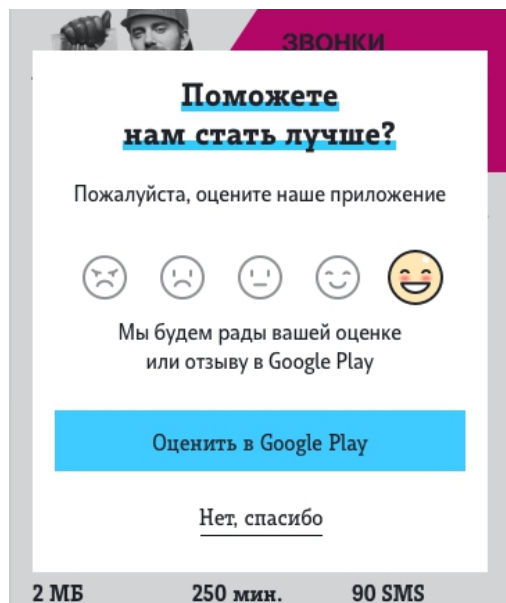 ЗВОНКИ
Поможете
нам стать лучше?
Пожалуйста, оцените наше приложение
Мы будем рады вашей оценке
или отзыву в Google Play
Оценить в Google Play
Нет, спасибо
2 МБ 250 мин. 90 SMS